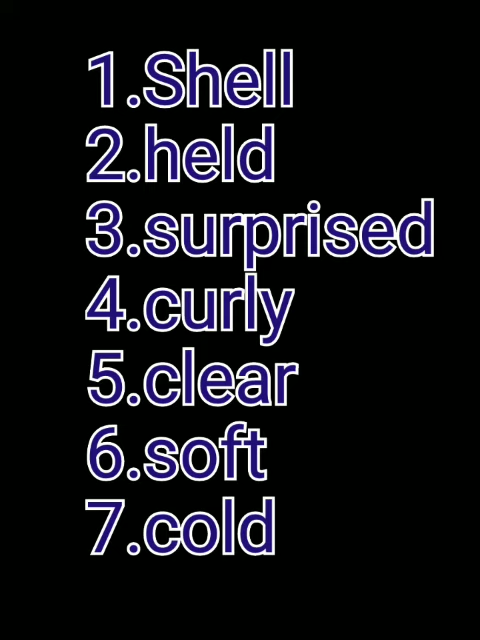 1.Shell
2.held
3.surprised
4.curly
5.clear
6.soft
7.cold